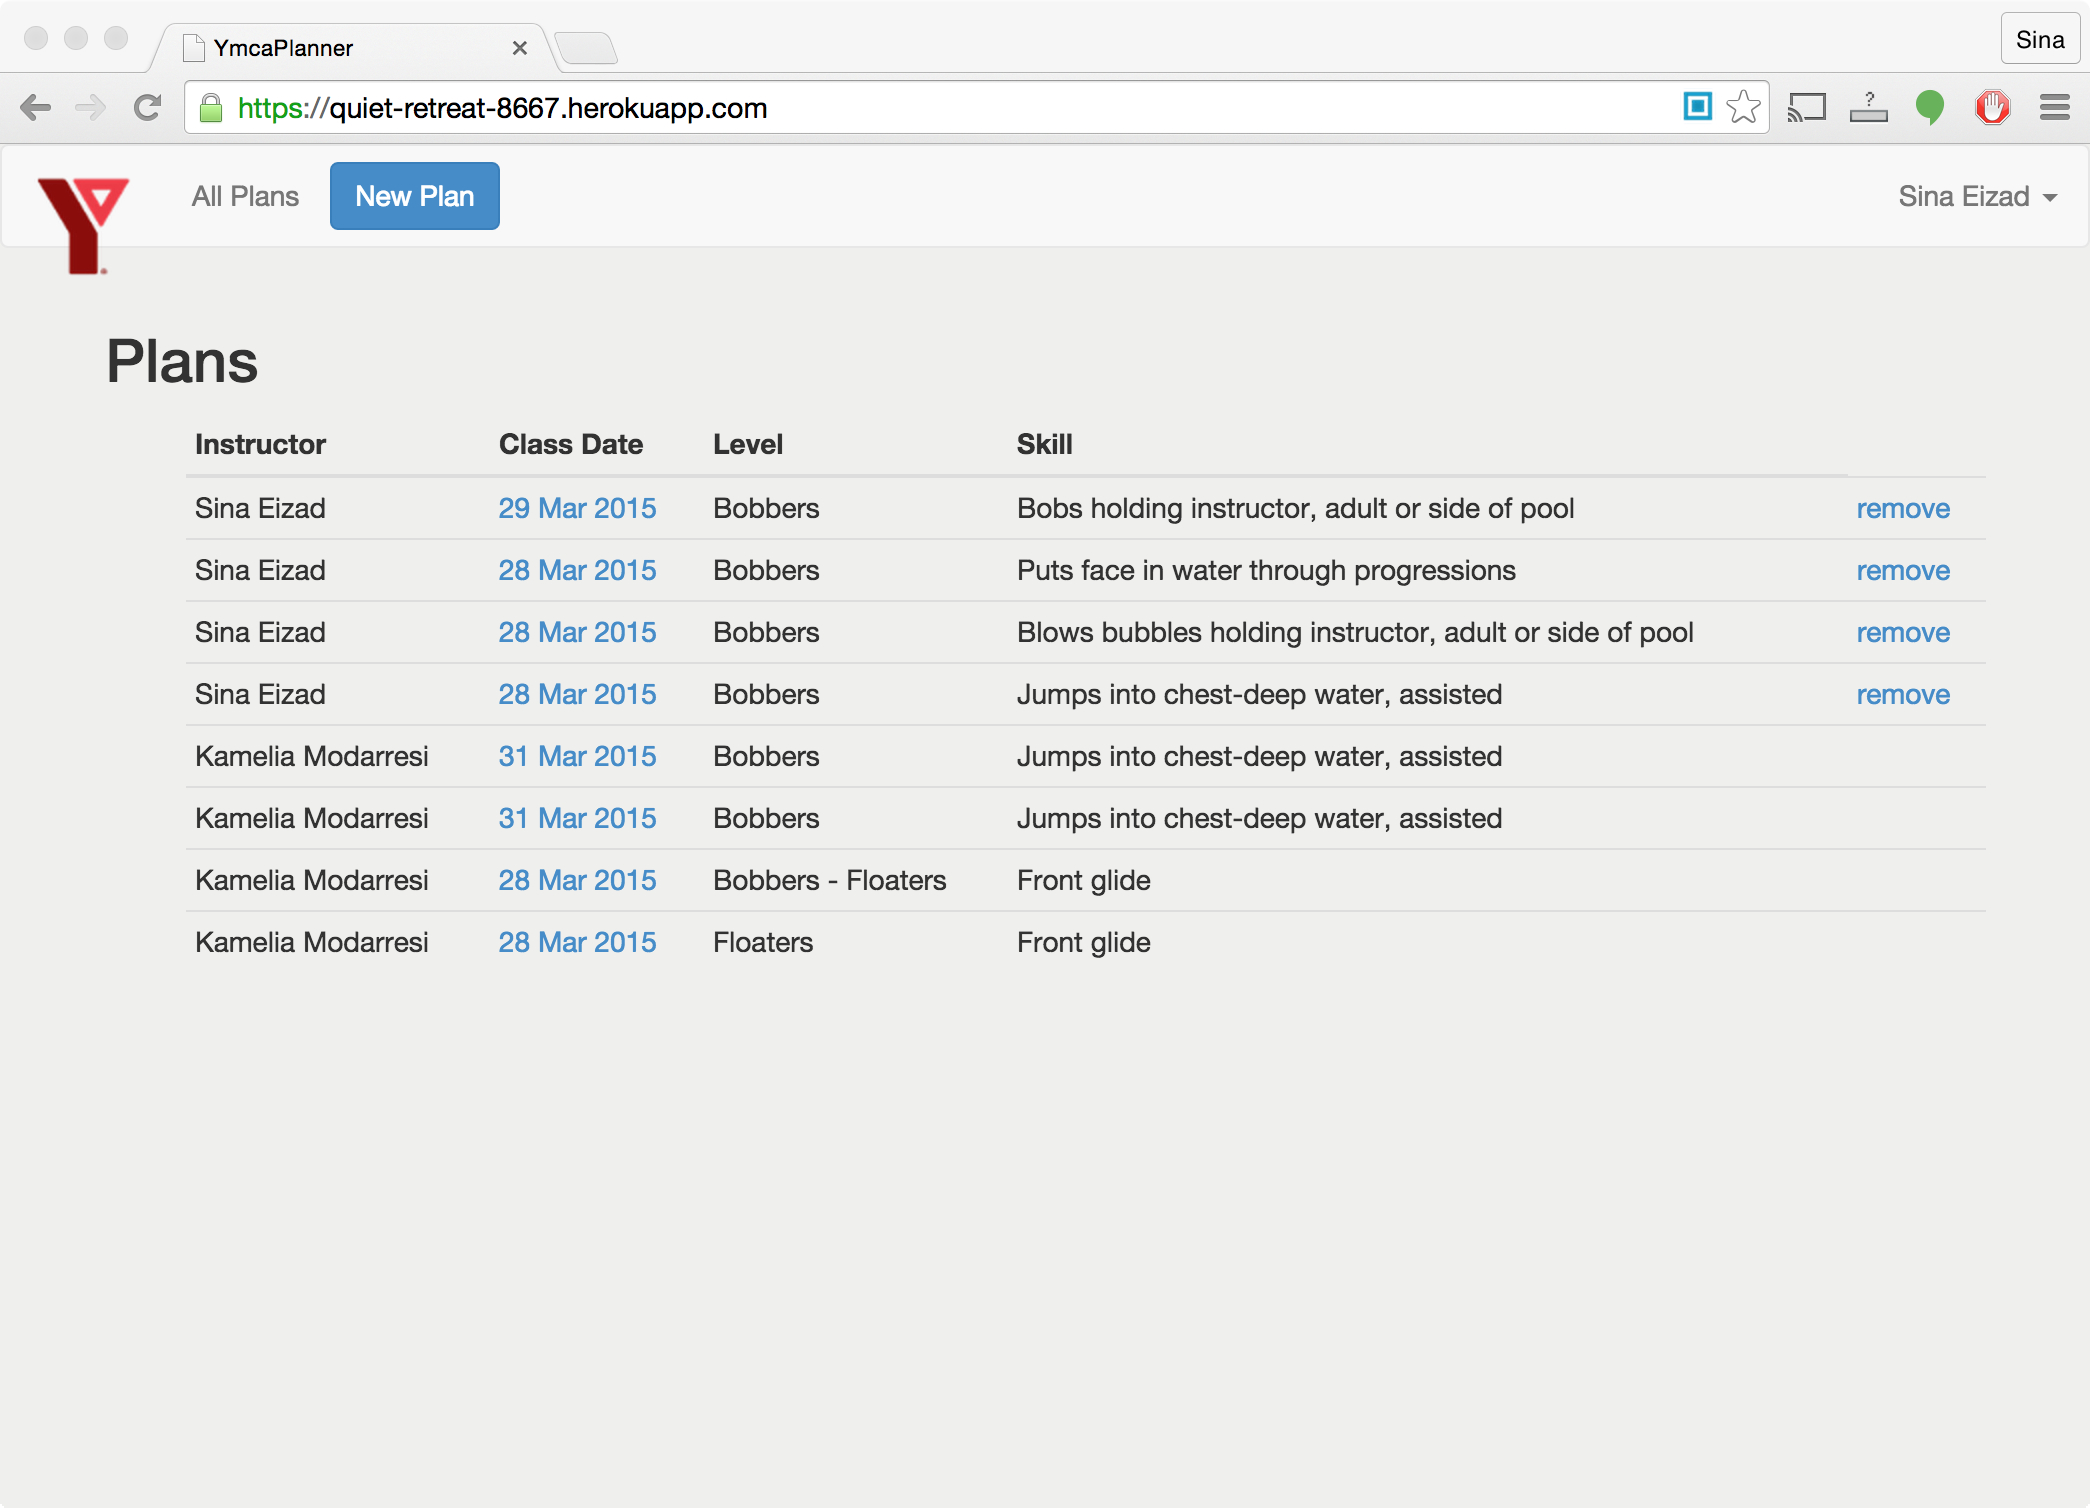 YmcaPlanner
Sina
https://quiet-retreat-8667.herokuapp.com
All Plans New Plan Sina Eizad
Plans
Instructor Class Date Level Skill
Sina Eizad 29 Mar 2015 Bobbers Bobs holding instructor, adult or side of pool remove
Sina Eizad 28 Mar 2015 Bobbers Puts face in water through progressions remove
Sina Eizad 28 Mar 2015 Bobbers Blows bubbles holding instructor, adult or side of pool remove
Sina Eizad 28 Mar 2015 Bobbers Jumps into chest-deep water, assisted remove
Kamelia Modarresi 31 Mar 2015 Bobbers Jumps into chest-deep water, assisted
Kamelia Modarresi 31 Mar 2015 Bobbers Jumps into chest-deep water, assisted
Kamelia Modarresi 28 Mar 2015 Bobbers - Floaters Front glide
Kamelia Modarresi 28 Mar 2015 Floaters Front glide